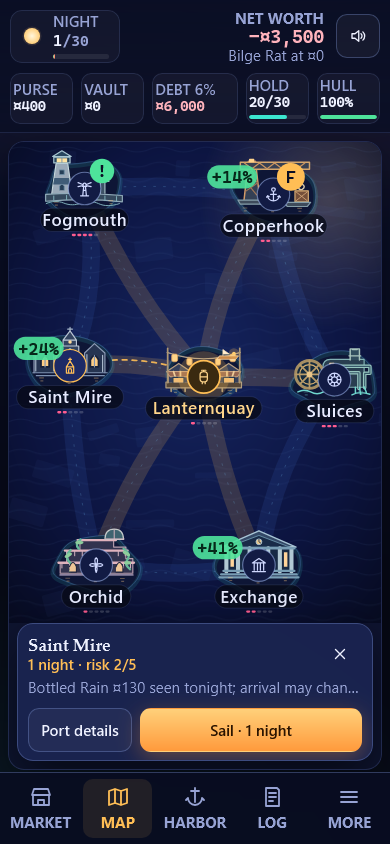 NIGHT
1/30
NET WORTH
−¤3,500
Bilge Rat at ¤0
PURSE
¤400
VAULT
¤0
DEBT 6%
¤6,000
HOLD
20/30
HULL
100%
!
Fogmouth
+14%
F
Copperhook
+24%
Saint Mire
Lanternquay
Sluices
Orchid
+41%
Exchange
Saint Mire
1 night · risk 2/5
Bottled Rain ¤130 seen tonight; arrival may chan…
Port details
Sail · 1 night
MARKET
MAP
HARBOR
LOG
MORE